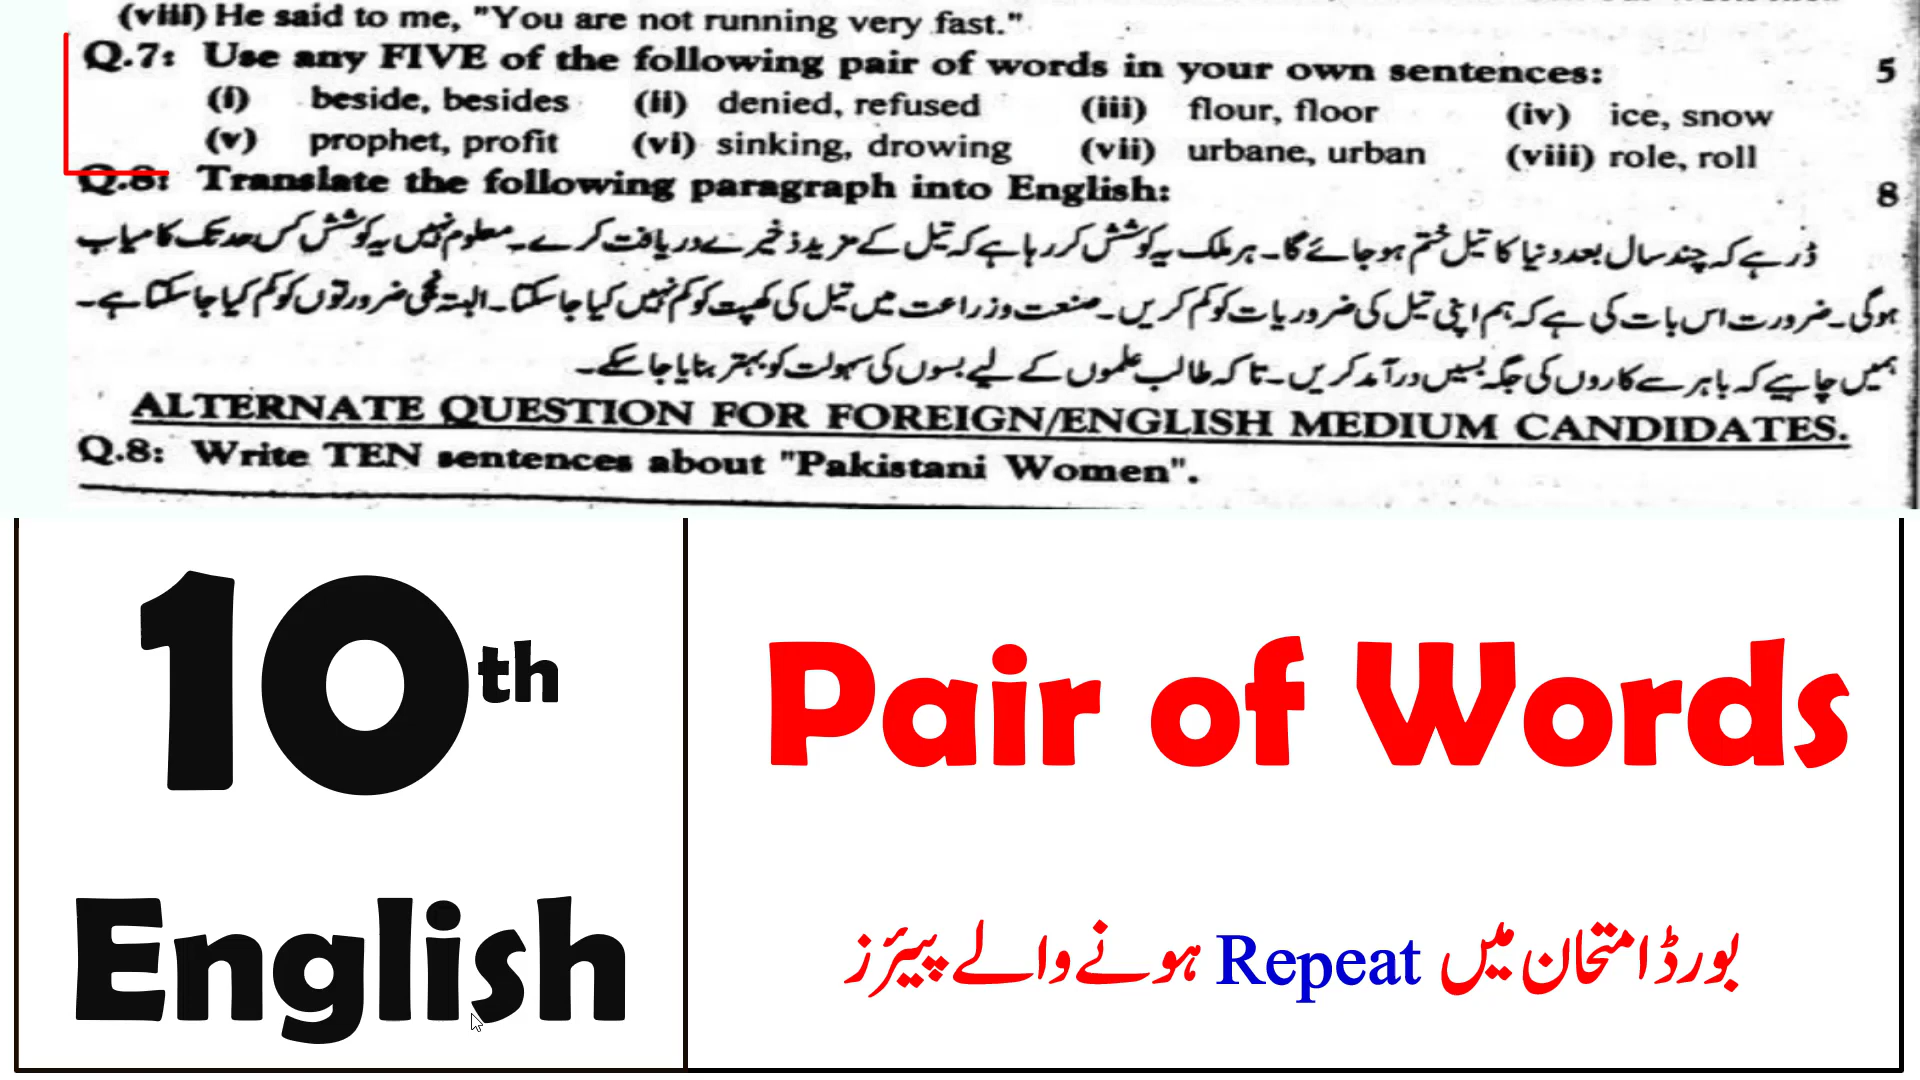 (viii) He said to me, "You are not running very fast."
Q.7: Use any FIVE of the following pair of words in your own sentences: 5
(i) beside, besides (ii) denied, refused (iii) flour, floor (iv) ice, snow
(v) prophet, profit (vi) sinking, drowing (vii) urbane, urban (viii) role, roll
Q.8: Translate the following paragraph into English: 8
ڈر ہے کہ چند سال بعد دنیا کا تیل ختم ہو جائے گا۔ ہر ملک یہ کوشش کر رہا ہے کہ تیل کے مزید ذخیرے دریافت کرے۔ معلوم نہیں یہ کوشش کس حد تک کامیاب
ہوگی۔ ضرورت اس بات کی ہے کہ ہم اپنی تیل کی ضروریات کو کم کریں۔ صنعت و زراعت میں تیل کی کھپت کو کم نہیں کیا جا سکتا۔ البتہ نجی ضرورتوں کو کم کیا جا سکتا ہے۔
ہمیں چاہیے کہ باہر سے کاروں کی جگہ بسیں درآمد کریں۔ تا کہ طالب علموں کے لیے بسوں کی سہولت کو بہتر بنایا جا سکے۔
ALTERNATE QUESTION FOR FOREIGN/ENGLISH MEDIUM CANDIDATES.
Q.8: Write TEN sentences about "Pakistani Women".
10th
English
Pair of Words
بورڈ امتحان میں Repeat ہونے والے پیئرز